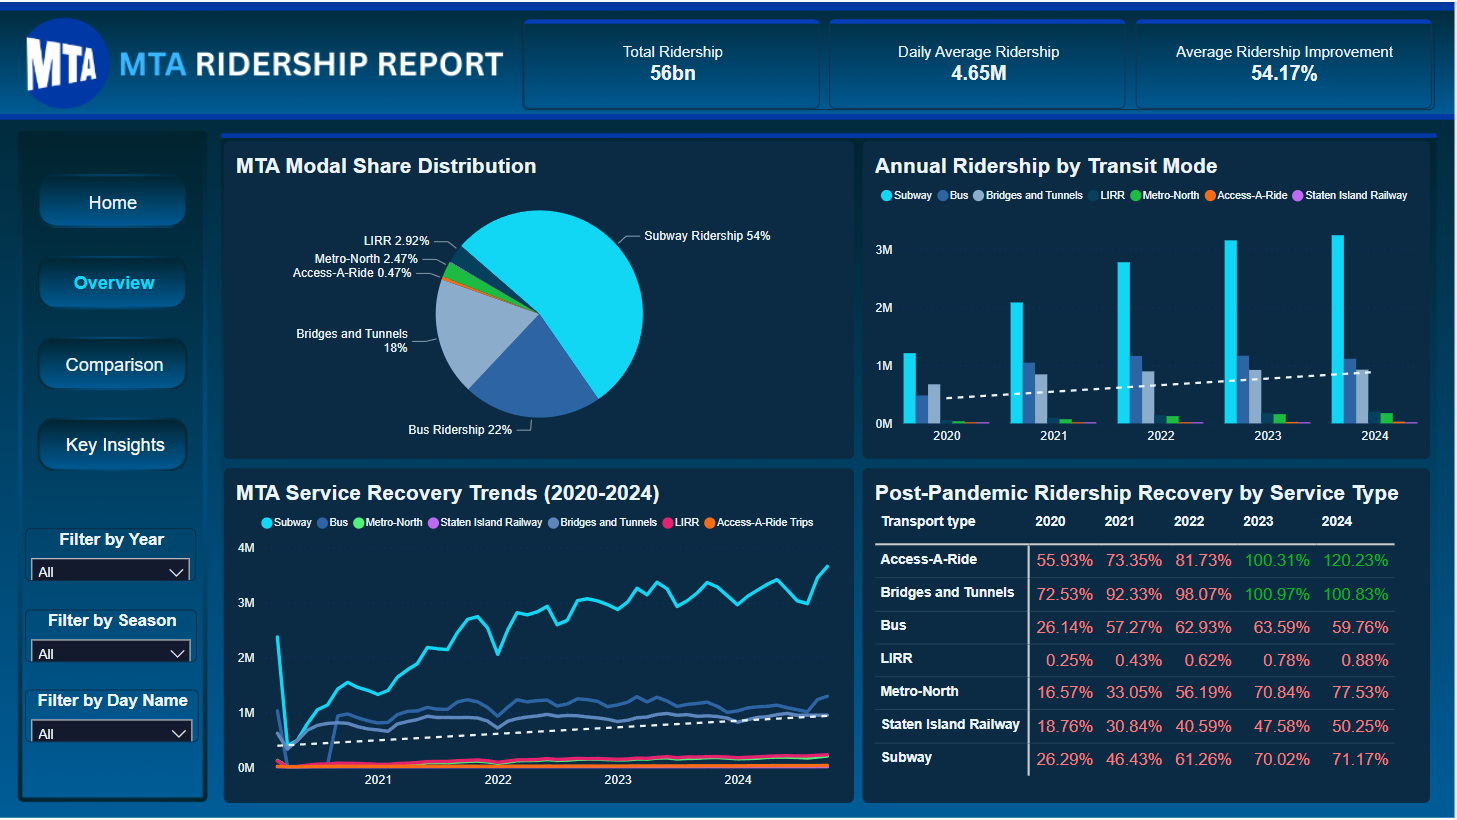 MTA
MTA RIDERSHIP REPORT
Total Ridership
56bn
Daily Average Ridership
4.65M
Average Ridership Improvement
54.17%
Home
Overview
Comparison
Key Insights
Filter by Year
All
Filter by Season
All
Filter by Day Name
All
MTA Modal Share Distribution
LIRR 2.92%
Metro-North 2.47%
Access-A-Ride 0.47%
Bridges and Tunnels
18%
Bus Ridership 22%
Subway Ridership 54%
Annual Ridership by Transit Mode
Subway Bus Bridges and Tunnels LIRR Metro-North Access-A-Ride Staten Island Railway
3M
2M
1M
0M
2020 2021 2022 2023 2024
MTA Service Recovery Trends (2020-2024)
Subway Bus Metro-North Staten Island Railway Bridges and Tunnels LIRR Access-A-Ride Trips
4M
3M
2M
1M
0M
2021 2022 2023 2024
Post-Pandemic Ridership Recovery by Service Type
Transport type 2020 2021 2022 2023 2024
Access-A-Ride 55.93% 73.35% 81.73% 100.31% 120.23%
Bridges and Tunnels 72.53% 92.33% 98.07% 100.97% 100.83%
Bus 26.14% 57.27% 62.93% 63.59% 59.76%
LIRR 0.25% 0.43% 0.62% 0.78% 0.88%
Metro-North 16.57% 33.05% 56.19% 70.84% 77.53%
Staten Island Railway 18.76% 30.84% 40.59% 47.58% 50.25%
Subway 26.29% 46.43% 61.26% 70.02% 71.17%